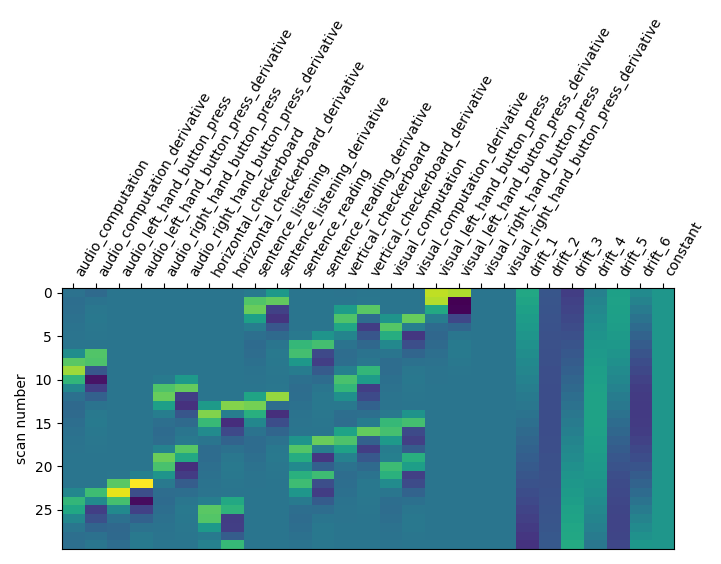 audio_computation
audio_computation_derivative
audio_left_hand_button_press
audio_left_hand_button_press_derivative
audio_right_hand_button_press
audio_right_hand_button_press_derivative
horizontal_checkerboard
horizontal_checkerboard_derivative
sentence_listening
sentence_listening_derivative
sentence_reading
sentence_reading_derivative
vertical_checkerboard
vertical_checkerboard_derivative
visual_computation
visual_computation_derivative
visual_left_hand_button_press
visual_left_hand_button_press_derivative
visual_right_hand_button_press
visual_right_hand_button_press_derivative
drift_1
drift_2
drift_3
drift_4
drift_5
drift_6
constant
scan number
0
5
10
15
20
25